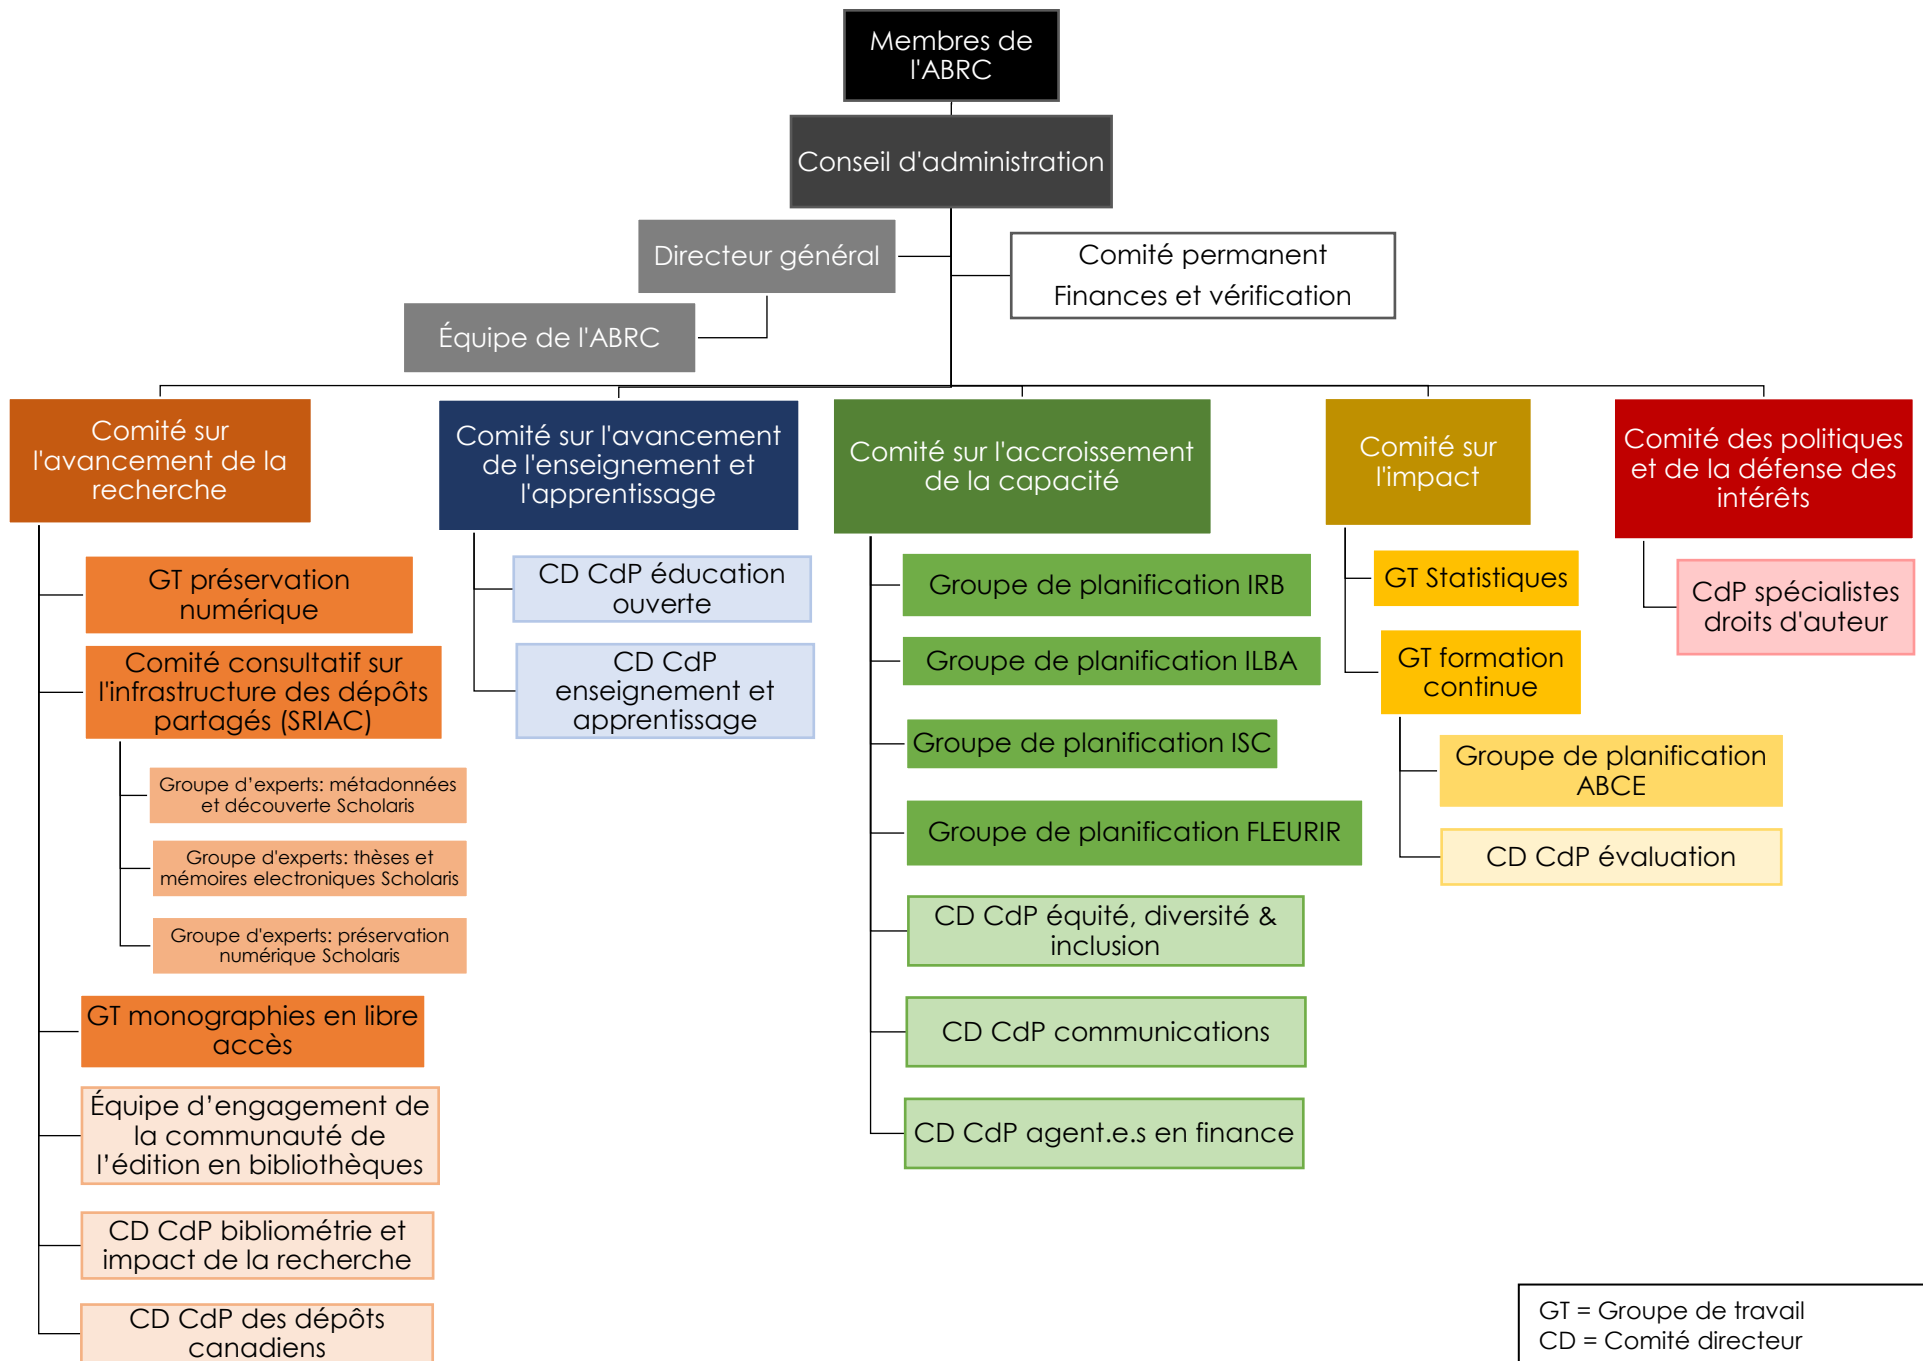 Membres de
l'ABRC
Conseil d'administration
Directeur général
Comité permanent
Finances et vérification
Équipe de l'ABRC
Comité sur
l'avancement de la
recherche
GT préservation
numérique
Comité consultatif sur
l'infrastructure des dépôts
partagés (SRIAC)
Groupe d’experts: métadonnées
et découverte Scholaris
Groupe d'experts: thèses et
mémoires electroniques Scholaris
Groupe d'experts: préservation
numérique Scholaris
GT monographies en libre
accès
Équipe d’engagement de
la communauté de
l’édition en bibliothèques
CD CdP bibliométrie et
impact de la recherche
CD CdP des dépôts
canadiens
Comité sur l'avancement
de l'enseignement et
l'apprentissage
CD CdP éducation
ouverte
CD CdP
enseignement et
apprentissage
Comité sur l'accroissement
de la capacité
Groupe de planification IRB
Groupe de planification ILBA
Groupe de planification ISC
Groupe de planification FLEURIR
CD CdP équité, diversité &
inclusion
CD CdP communications
CD CdP agent.e.s en finance
Comité sur
l'impact
GT Statistiques
GT formation
continue
Groupe de planification
ABCE
CD CdP évaluation
Comité des politiques
et de la défense des
intérêts
CdP spécialistes
droits d'auteur
GT = Groupe de travail
CD = Comité directeur